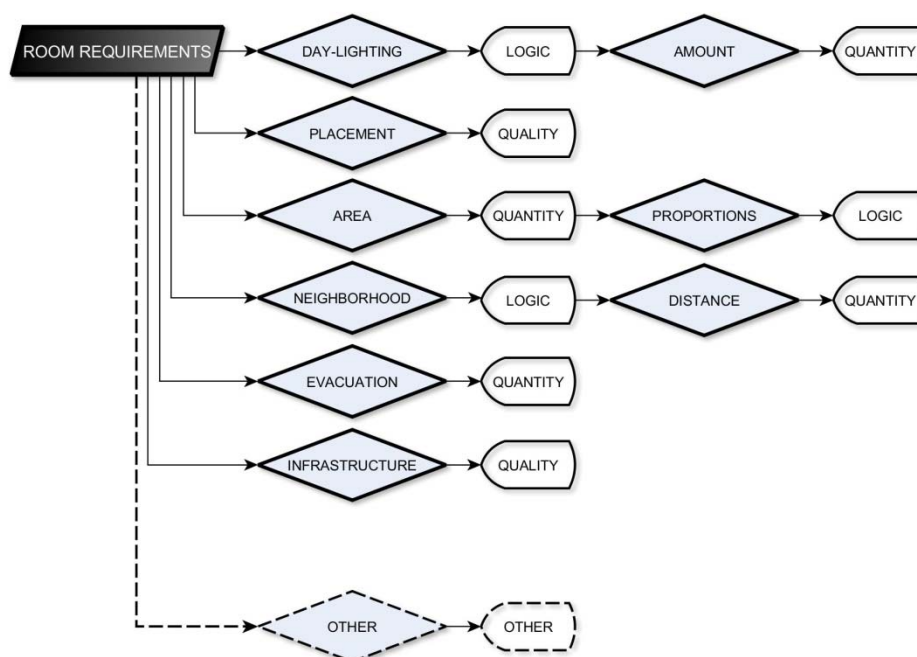 ROOM REQUIREMENTS DAY-LIGHTING LOGIC AMOUNT QUANTITY
PLACEMENT QUALITY
AREA QUANTITY PROPORTIONS LOGIC
NEIGHBORHOOD LOGIC DISTANCE QUANTITY
EVACUATION QUANTITY
INFRASTRUCTURE QUALITY
OTHER OTHER